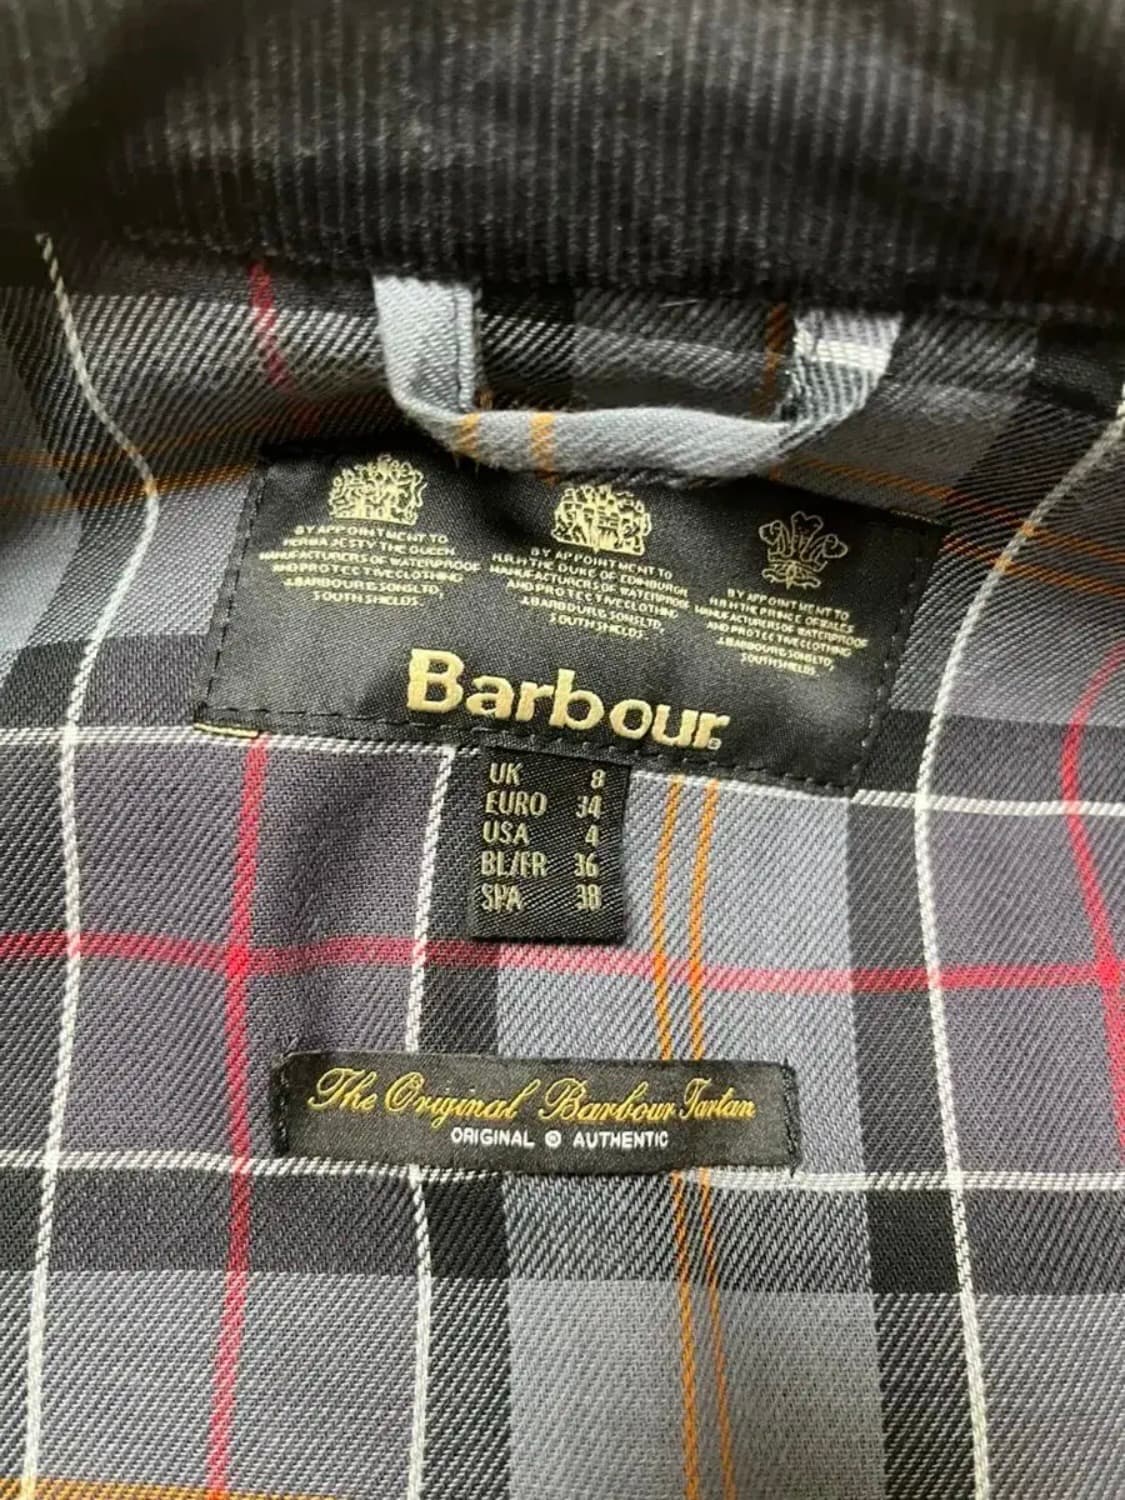 BY APPOINTMENT TO
HER MAJESTY THE QUEEN
MANUFACTURERS OF WATERPROOF
AND PROTECTIVE CLOTHING
J. BARBOUR & SONS LTD,
SOUTH SHIELDS.
BY APPOINTMENT TO
H.R.H THE DUKE OF EDINBURGH
MANUFACTURERS OF WATERPROOF
AND PROTECTIVE CLOTHING
J. BARBOUR & SONS LTD,
SOUTH SHIELDS.
BY APPOINTMENT TO
H.R.H THE PRINCE OF WALES
MANUFACTURERS OF WATERPROOF
AND PROTECTIVE CLOTHING
J. BARBOUR & SONS LTD,
SOUTH SHIELDS.
Barbour
UK 8
EURO 34
USA 4
BL/FR 36
SPA 38
The Original Barbour Tartan
ORIGINAL © AUTHENTIC